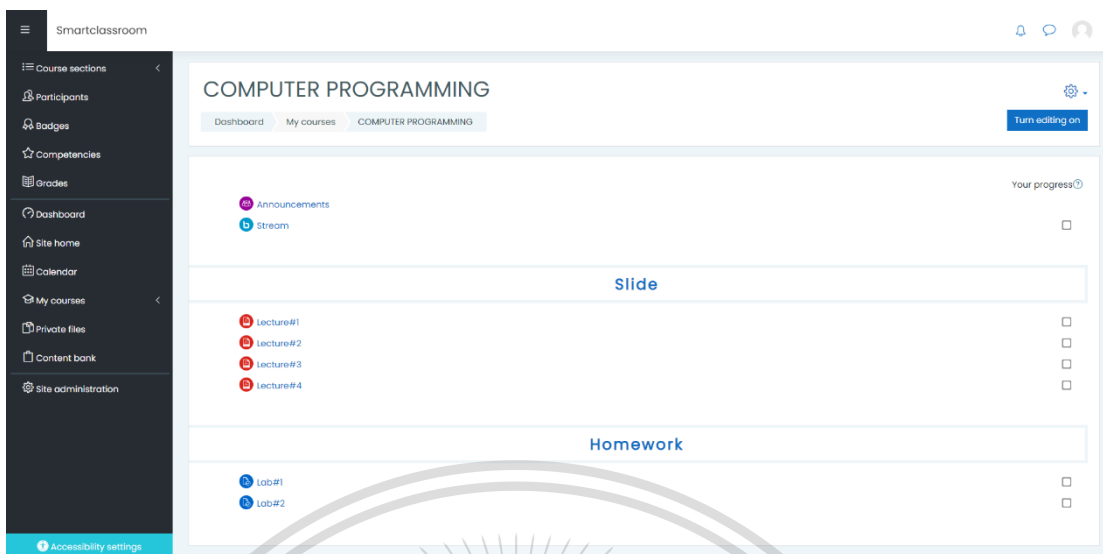 Smartclassroom
Course sections
Participants
Badges
Competencies
Grades
Dashboard
Site home
Calendar
My courses
Private files
Content bank
Site administration
Accessibility settings
COMPUTER PROGRAMMING
Dashboard My courses COMPUTER PROGRAMMING
Turn editing on
Your progress
Announcements
Stream
Slide
Lecture#1
Lecture#2
Lecture#3
Lecture#4
Homework
Lab#1
Lab#2